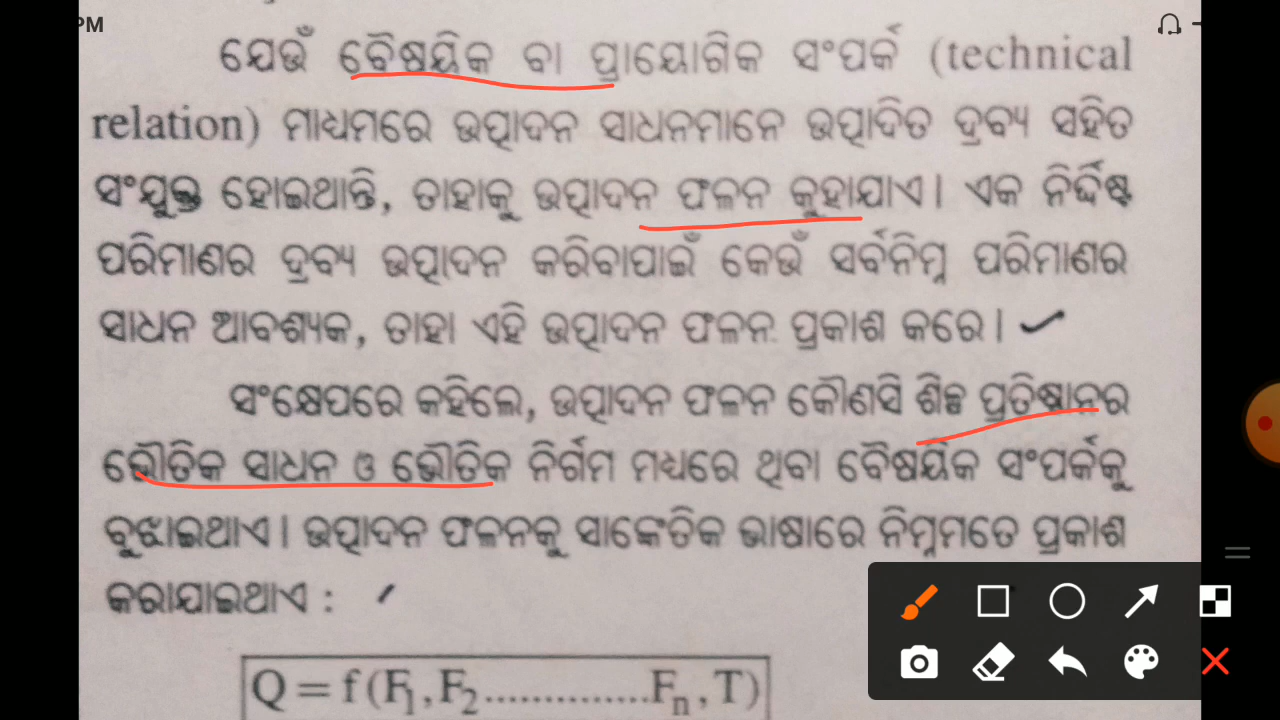 PM
ଯେଉଁ ବୈଷୟିକ ବା ପ୍ରାୟୋଗିକ ସଂପର୍କ (technical
relation) ମାଧ୍ୟମରେ ଉତ୍ପାଦନ ସାଧନମାନେ ଉତ୍ପାଦିତ ଦ୍ରବ୍ୟ ସହିତ
ସଂଯୁକ୍ତ ହୋଇଥାନ୍ତି, ତାହାକୁ ଉତ୍ପାଦନ ଫଳନ କୁହାଯାଏ। ଏକ ନିର୍ଦ୍ଦିଷ୍ଟ
ପରିମାଣର ଦ୍ରବ୍ୟ ଉତ୍ପାଦନ କରିବାପାଇଁ କେଉଁ ସର୍ବନିମ୍ନ ପରିମାଣର
ସାଧନ ଆବଶ୍ୟକ, ତାହା ଏହି ଉତ୍ପାଦନ ଫଳନ ପ୍ରକାଶ କରେ।
ସଂକ୍ଷେପରେ କହିଲେ, ଉତ୍ପାଦନ ଫଳନ କୌଣସି ଶିଳ୍ପ ପ୍ରତିଷ୍ଠାନର
ଭୌତିକ ସାଧନ ଓ ଭୌତିକ ନିର୍ଗମ ମଧ୍ୟରେ ଥିବା ବୈଷୟିକ ସଂପର୍କକୁ
ବୁଝାଇଥାଏ। ଉତ୍ପାଦନ ଫଳନକୁ ସାଙ୍କେତିକ ଭାଷାରେ ନିମ୍ନମତେ ପ୍ରକାଶ
କରାଯାଇଥାଏ :
Q = f (F₁, F₂..............Fₙ, T)